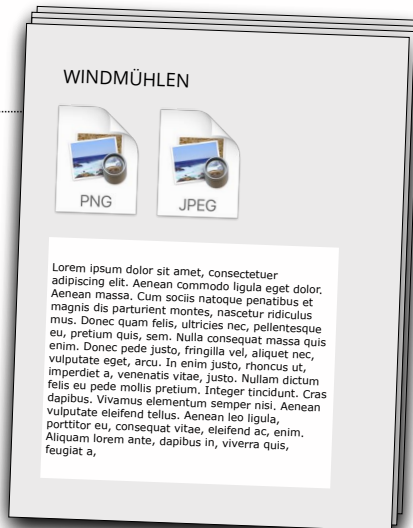 WINDMÜHLEN
PNG JPEG
Lorem ipsum dolor sit amet, consectetuer
adipiscing elit. Aenean commodo ligula eget dolor.
Aenean massa. Cum sociis natoque penatibus et
magnis dis parturient montes, nascetur ridiculus
mus. Donec quam felis, ultricies nec, pellentesque
eu, pretium quis, sem. Nulla consequat massa quis
enim. Donec pede justo, fringilla vel, aliquet nec,
vulputate eget, arcu. In enim justo, rhoncus ut,
imperdiet a, venenatis vitae, justo. Nullam dictum
felis eu pede mollis pretium. Integer tincidunt. Cras
dapibus. Vivamus elementum semper nisi. Aenean
vulputate eleifend tellus. Aenean leo ligula,
porttitor eu, consequat vitae, eleifend ac, enim.
Aliquam lorem ante, dapibus in, viverra quis,
feugiat a,